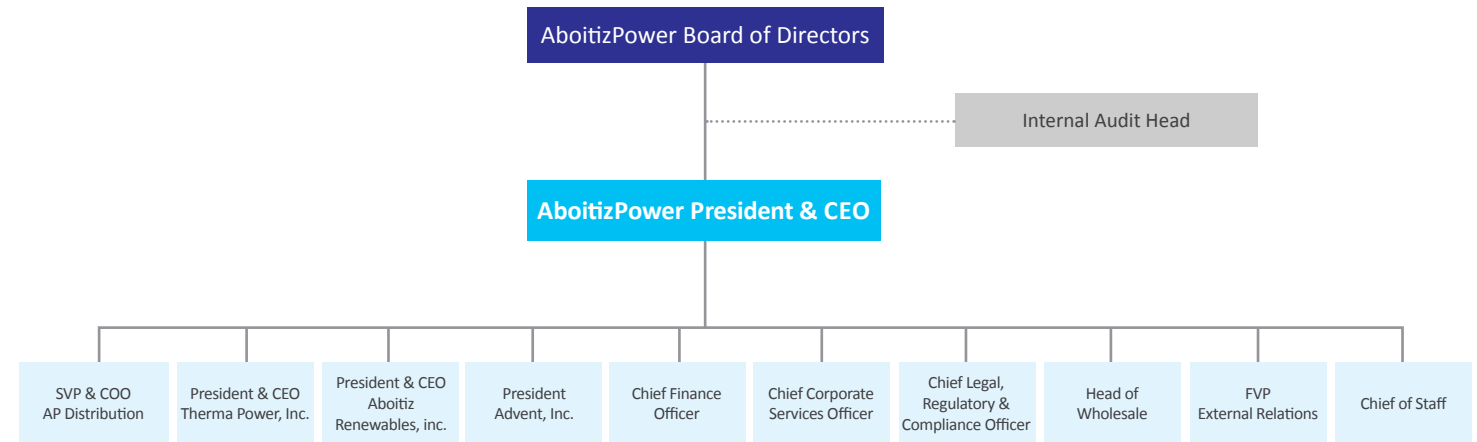 AboitizPower Board of Directors
Internal Audit Head
AboitizPower President & CEO
SVP & COO
AP Distribution
President & CEO
Therma Power, Inc.
President & CEO
Aboitiz
Renewables, inc.
President
Advent, Inc.
Chief Finance
Officer
Chief Corporate
Services Officer
Chief Legal,
Regulatory &
Compliance Officer
Head of
Wholesale
FVP
External Relations
Chief of Staff